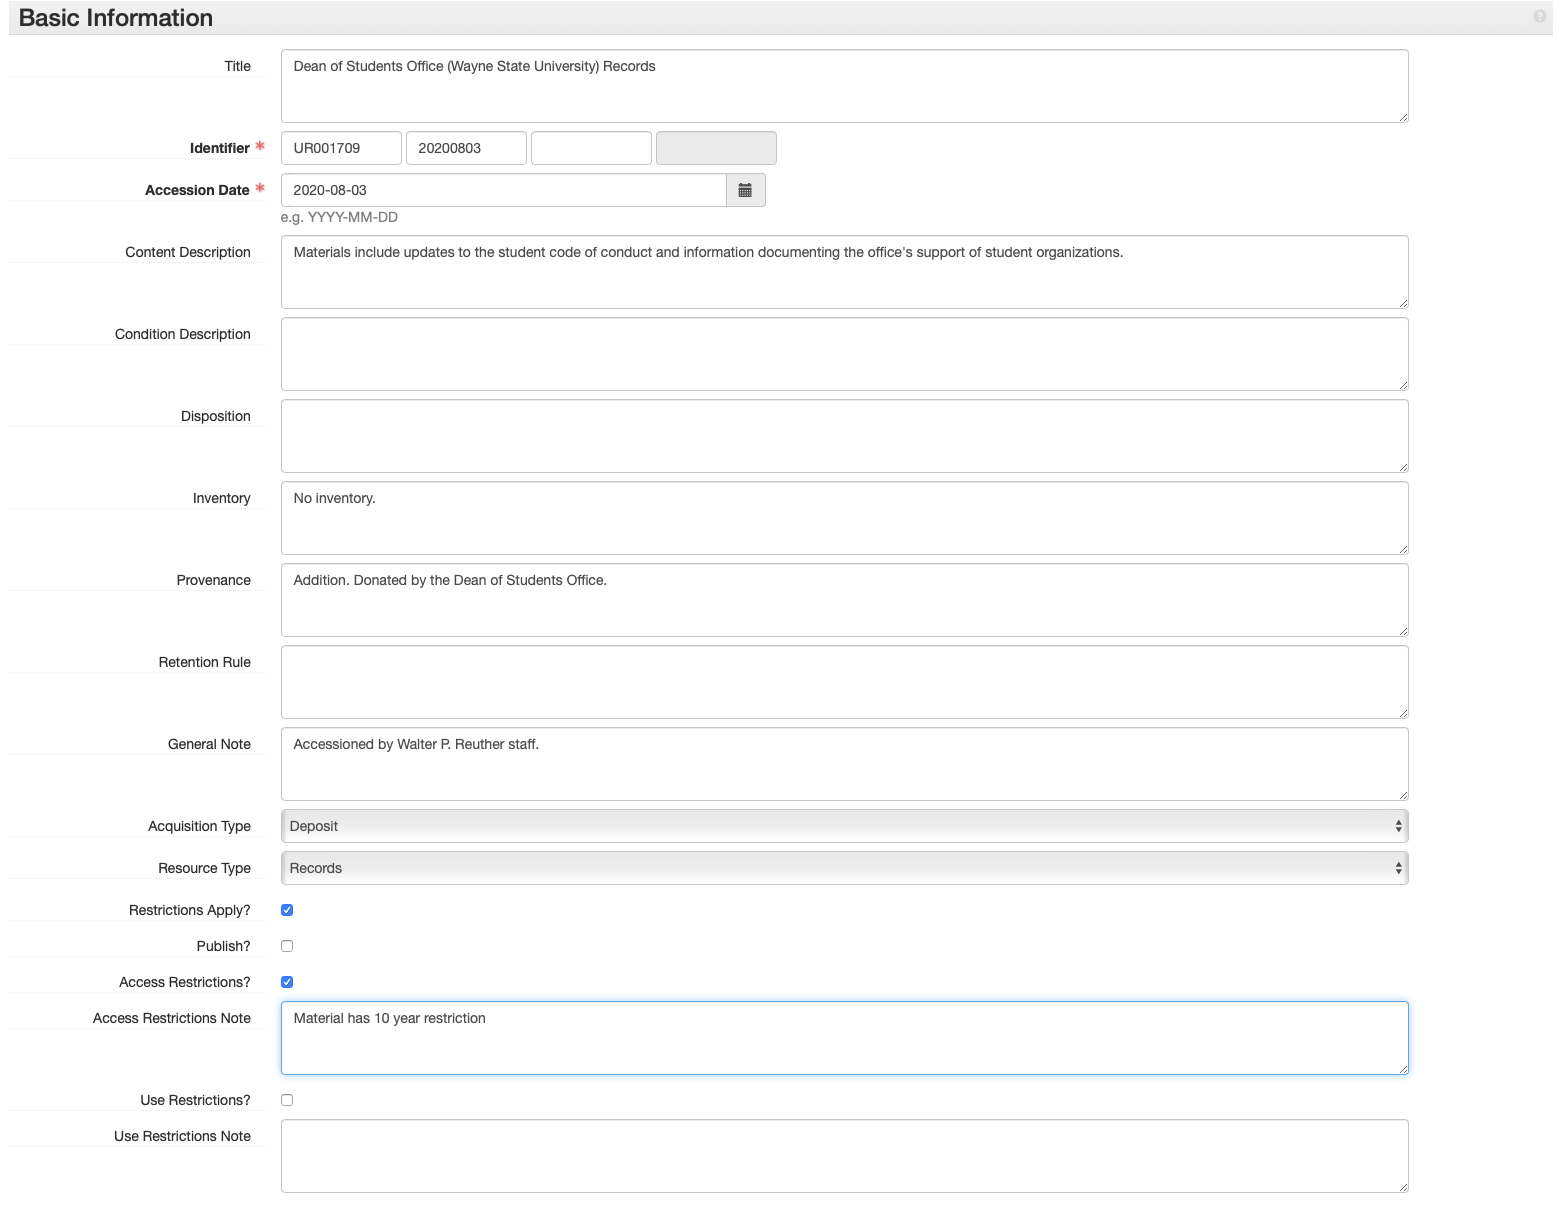 Basic Information
?
Title
Dean of Students Office (Wayne State University) Records
Identifier *
UR001709 20200803
Accession Date *
2020-08-03
e.g. YYYY-MM-DD
Content Description
Materials include updates to the student code of conduct and information documenting the office's support of student organizations.
Condition Description
Disposition
Inventory
No inventory.
Provenance
Addition. Donated by the Dean of Students Office.
Retention Rule
General Note
Accessioned by Walter P. Reuther staff.
Acquisition Type
Deposit
Resource Type
Records
Restrictions Apply?
Publish?
Access Restrictions?
Access Restrictions Note
Material has 10 year restriction
Use Restrictions?
Use Restrictions Note